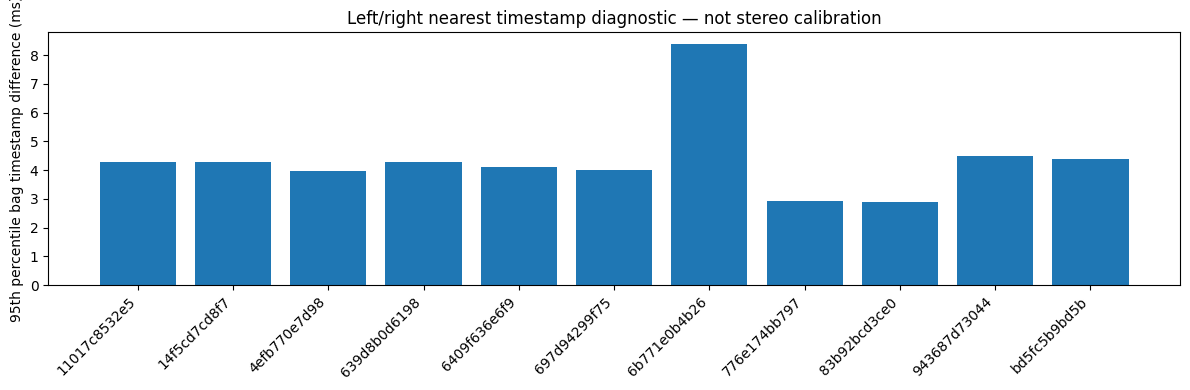 Left/right nearest timestamp diagnostic — not stereo calibration
95th percentile bag timestamp difference (ms)
8
7
6
5
4
3
2
1
0
11017c8532e5
14f5cd7cd8f7
4efb770e7d98
639d8b0d6198
6409f636e6f9
697d94299f75
6b771e0b4b26
776e174bb797
83b92bcd3ce0
943687d73044
bd5fc5b9bd5b